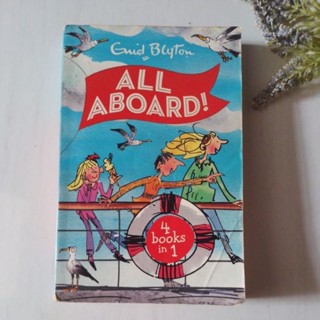 Enid Blyton
ALL
ABOARD!
4
books
in 1